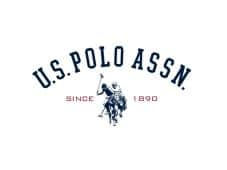 U.S. POLO ASSN.
SINCE 1890